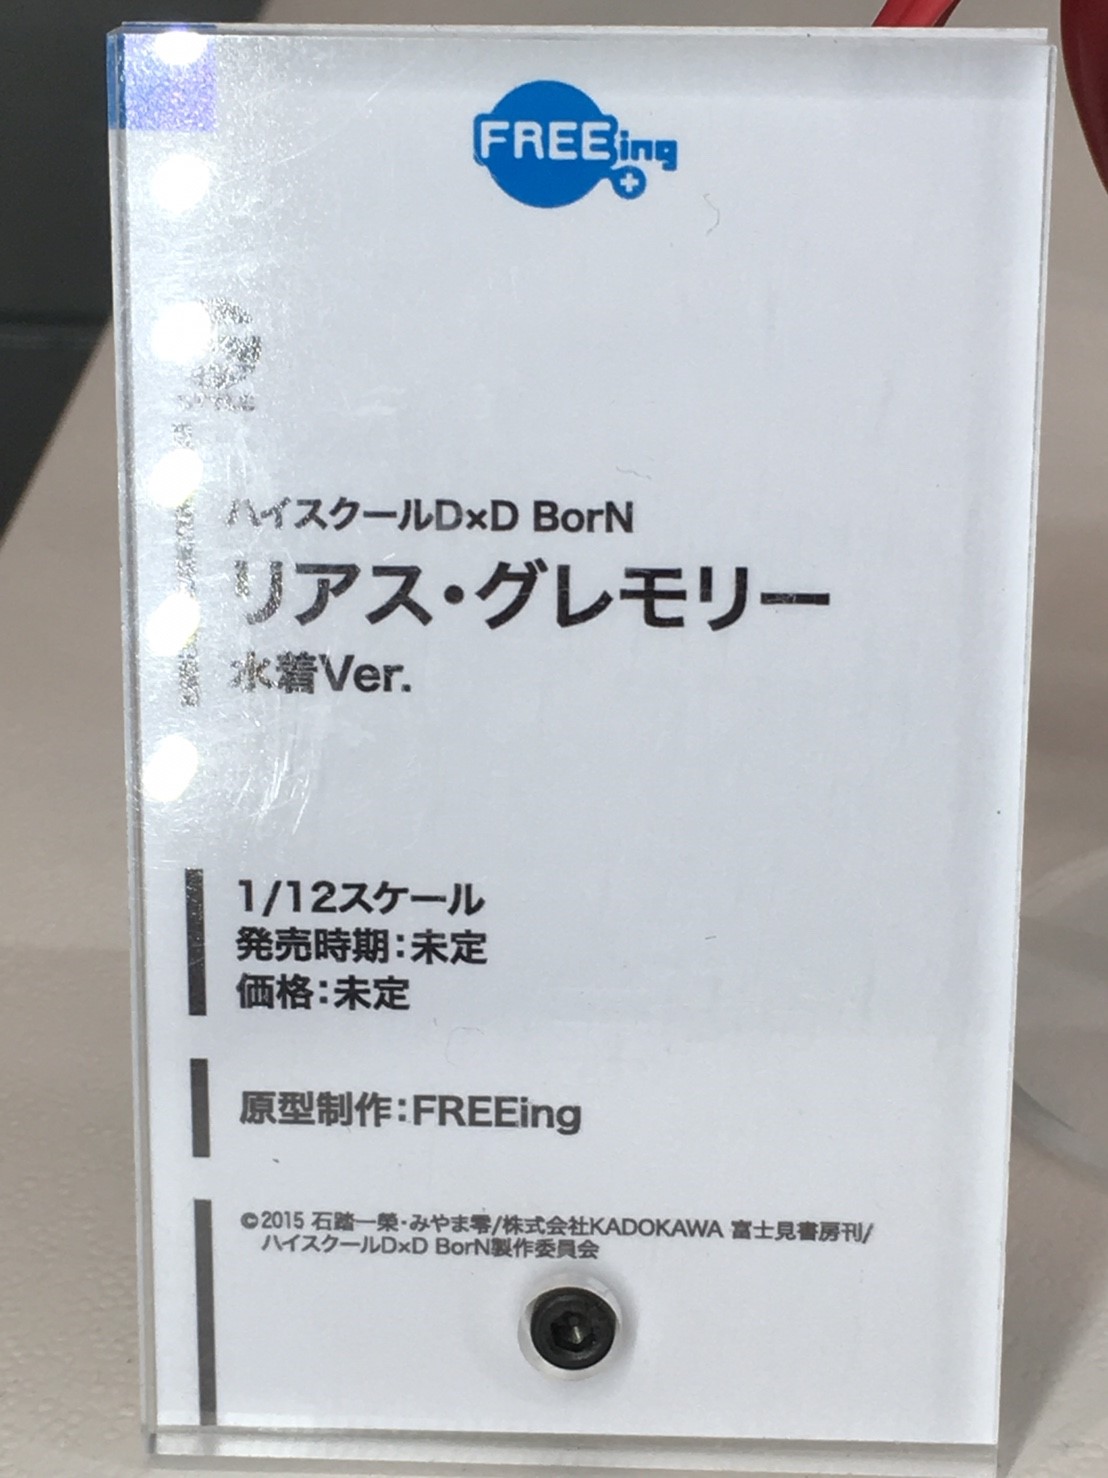 FREEing
STYLE
ハイスクールD×D BorN
リアス・グレモリー
水着Ver.
1/12スケール
発売時期：未定
価格：未定
原型制作：FREEing
©2015 石踏一榮・みやま零/株式会社KADOKAWA 富士見書房刊/
ハイスクールD×D BorN製作委員会